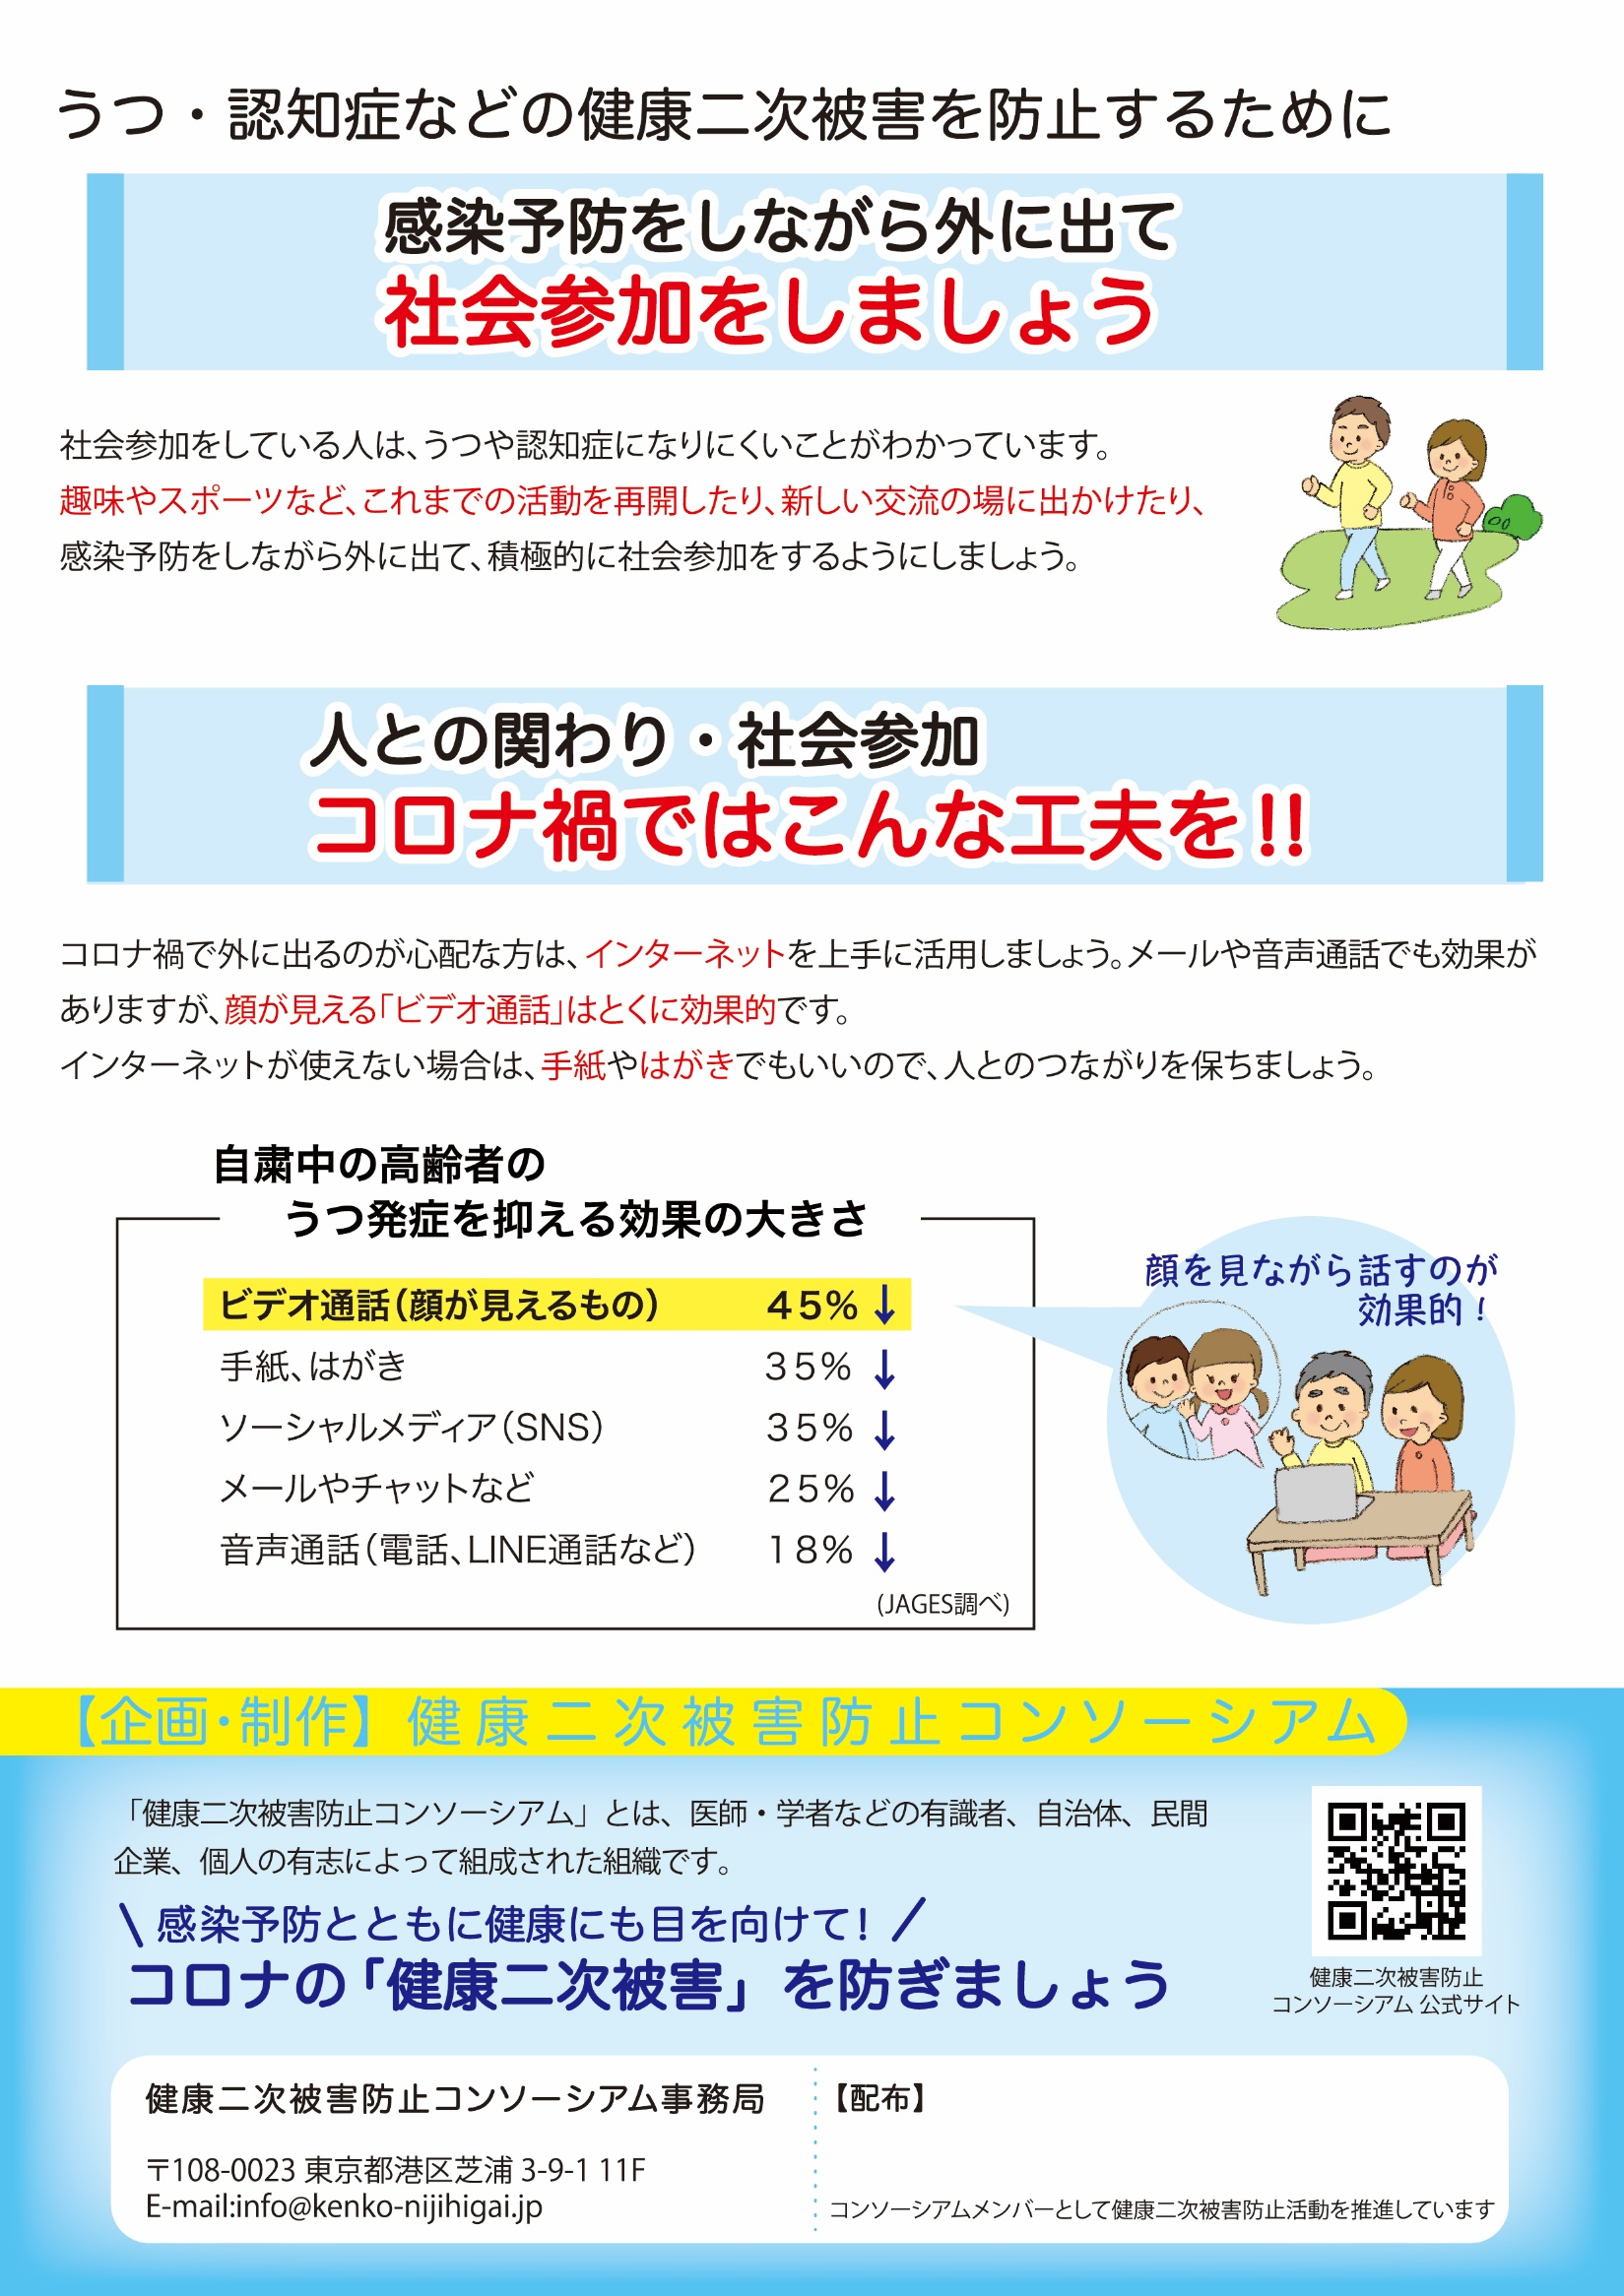 うつ・認知症などの健康二次被害を防止するために
感染予防をしながら外に出て
社会参加をしましょう
社会参加をしている人は、うつや認知症になりにくいことがわかっています。
趣味やスポーツなど、これまでの活動を再開したり、新しい交流の場に出かけたり、
感染予防をしながら外に出て、積極的に社会参加をするようにしましょう。
人との関わり・社会参加
コロナ禍ではこんな工夫を!!
コロナ禍で外に出るのが心配な方は、インターネットを上手に活用しましょう。メールや音声通話でも効果が
ありますが、顔が見える「ビデオ通話」はとくに効果的です。
インターネットが使えない場合は、手紙やはがきでもいいので、人とのつながりを保ちましょう。
自粛中の高齢者の
うつ発症を抑える効果の大きさ
ビデオ通話（顔が見えるもの） 45% ↓
手紙、はがき 35% ↓
ソーシャルメディア（SNS） 35% ↓
メールやチャットなど 25% ↓
音声通話（電話、LINE通話など） 18% ↓
(JAGES調べ)
顔を見ながら話すのが
効果的！
【企画・制作】健康二次被害防止コンソーシアム
「健康二次被害防止コンソーシアム」とは、医師・学者などの有識者、自治体、民間
企業、個人の有志によって組成された組織です。
\ 感染予防とともに健康にも目を向けて！ /
コロナの「健康二次被害」を防ぎましょう
健康二次被害防止
コンソーシアム 公式サイト
健康二次被害防止コンソーシアム事務局
〒108-0023 東京都港区芝浦 3-9-1 11F
E-mail:info@kenko-nijihigai.jp
【配布】
コンソーシアムメンバーとして健康二次被害防止活動を推進しています